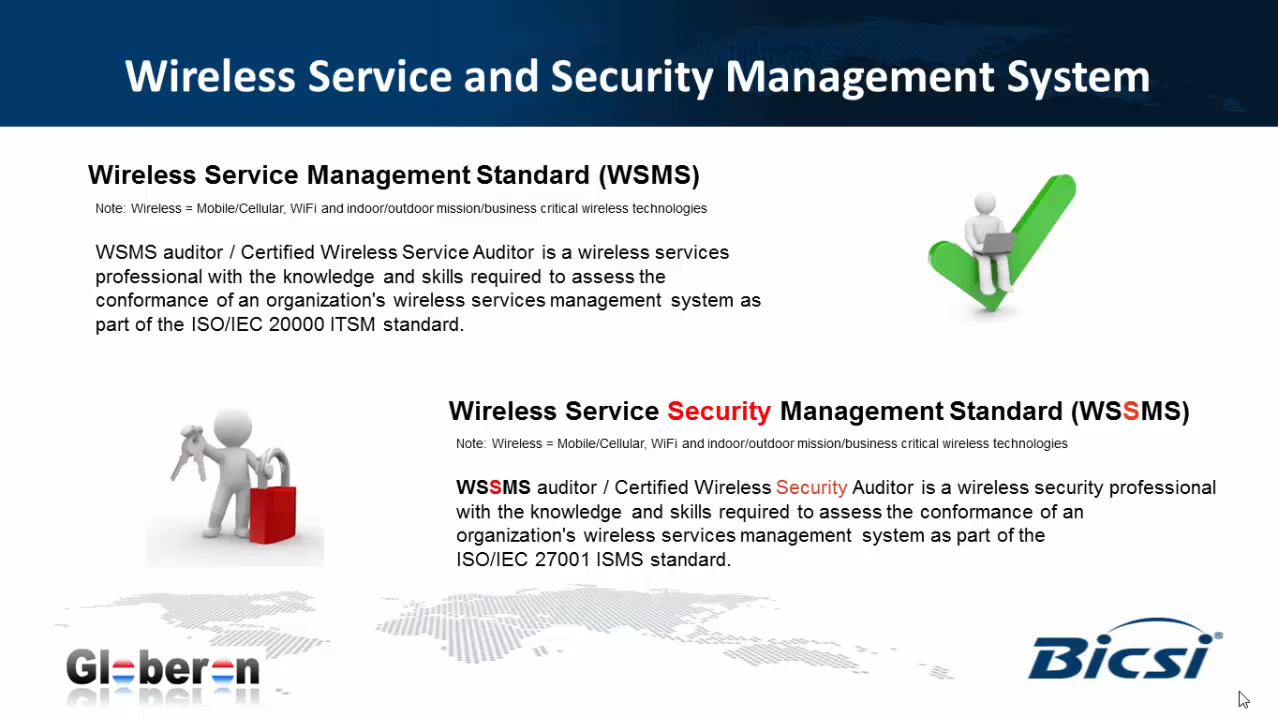 Wireless Service and Security Management System
Wireless Service Management Standard (WSMS)
Note: Wireless = Mobile/Cellular, WiFi and indoor/outdoor mission/business critical wireless technologies
WSMS auditor / Certified Wireless Service Auditor is a wireless services
professional with the knowledge and skills required to assess the
conformance of an organization's wireless services management system as
part of the ISO/IEC 20000 ITSM standard.
Wireless Service Security Management Standard (WSSMS)
Note: Wireless = Mobile/Cellular, WiFi and indoor/outdoor mission/business critical wireless technologies
WSSMS auditor / Certified Wireless Security Auditor is a wireless security professional
with the knowledge and skills required to assess the conformance of an
organization's wireless services management system as part of the
ISO/IEC 27001 ISMS standard.
Globeron
Bicsi®